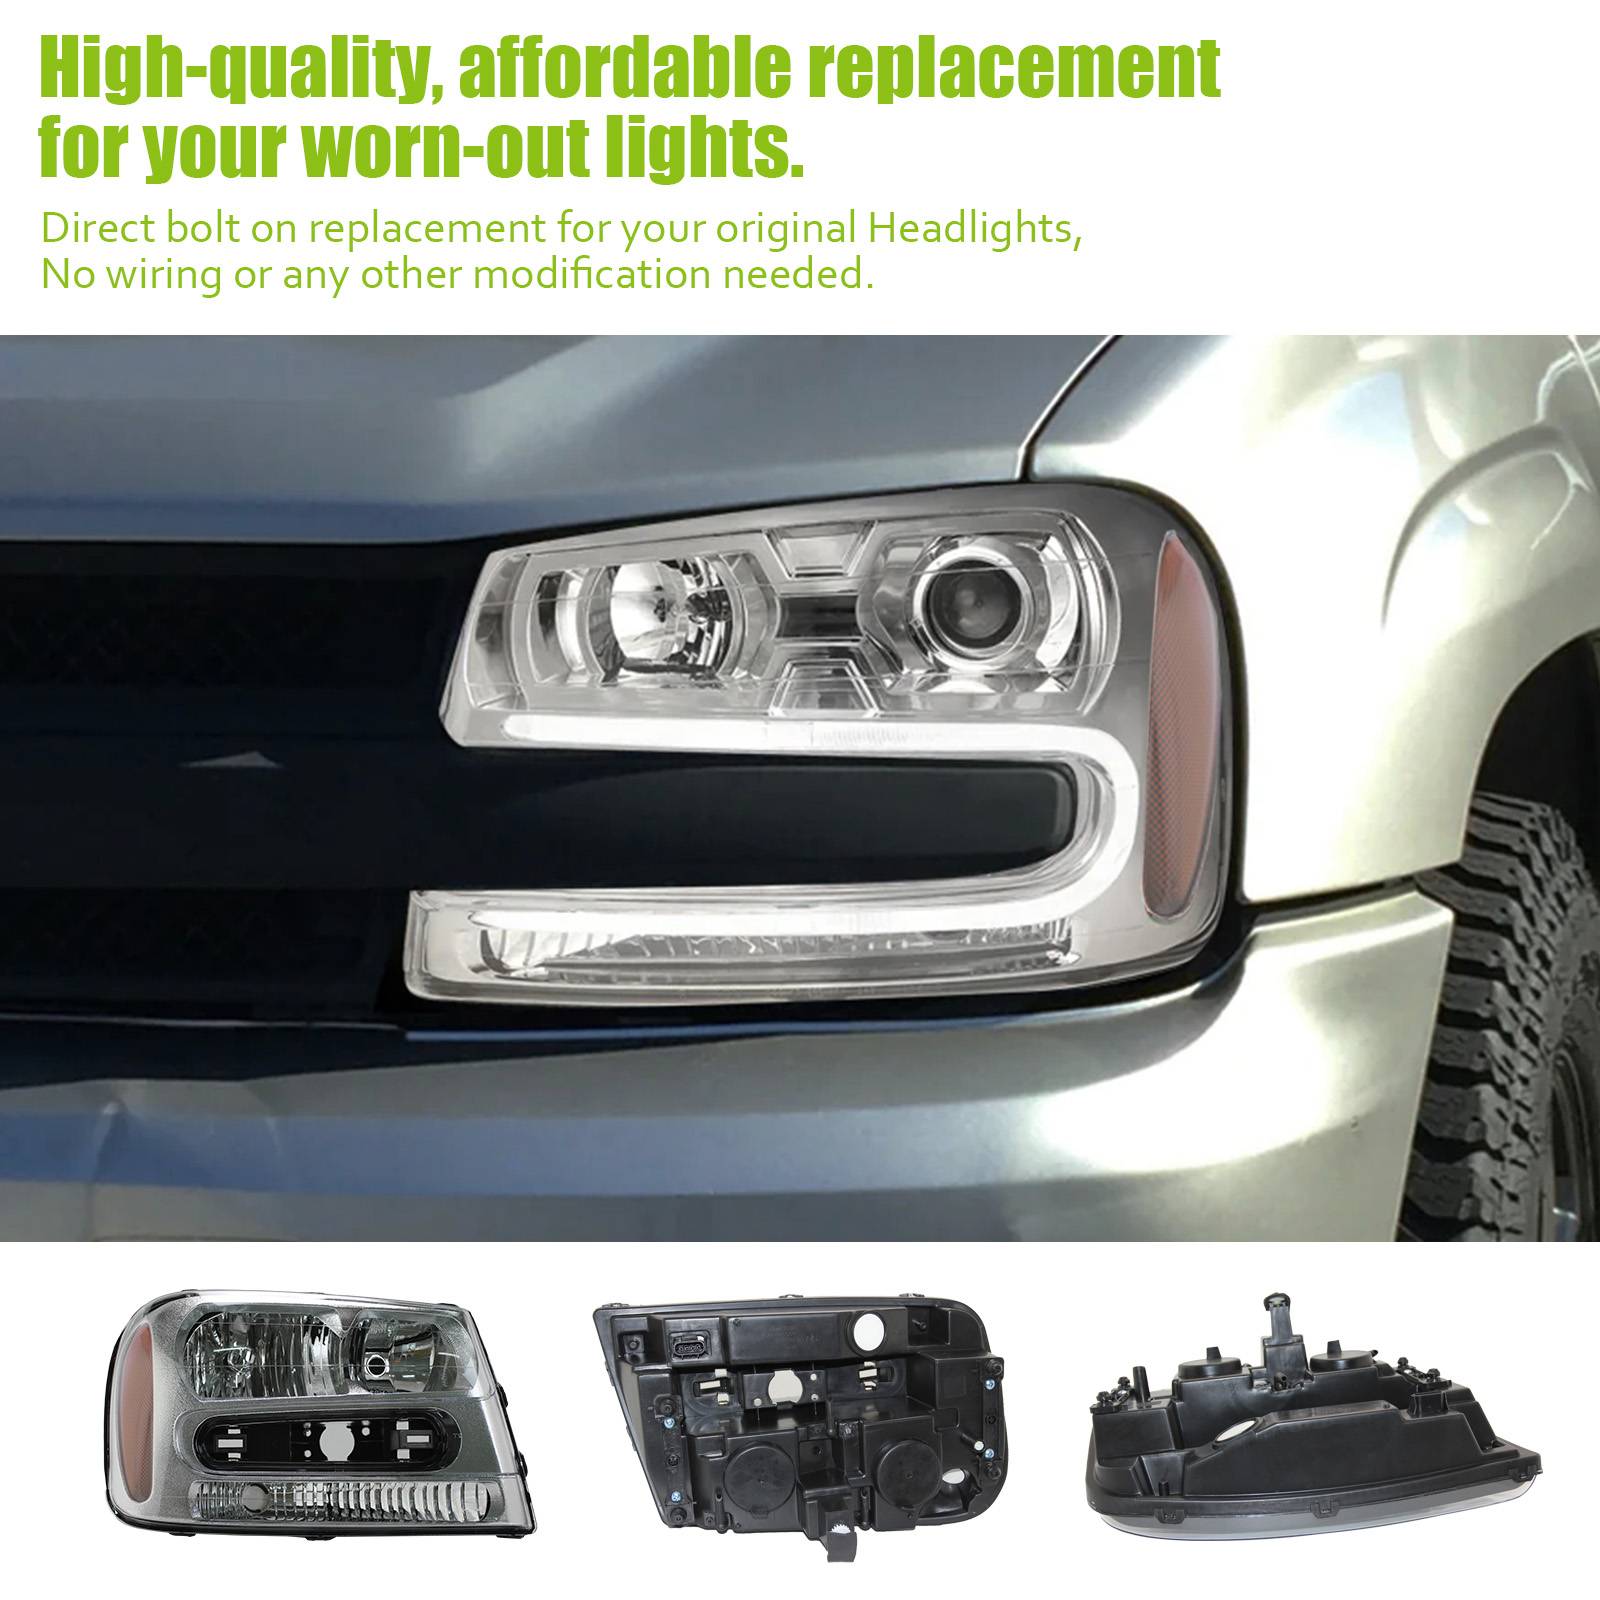 High-quality, affordable replacement
for your worn-out lights.
Direct bolt on replacement for your original Headlights,
No wiring or any other modification needed.